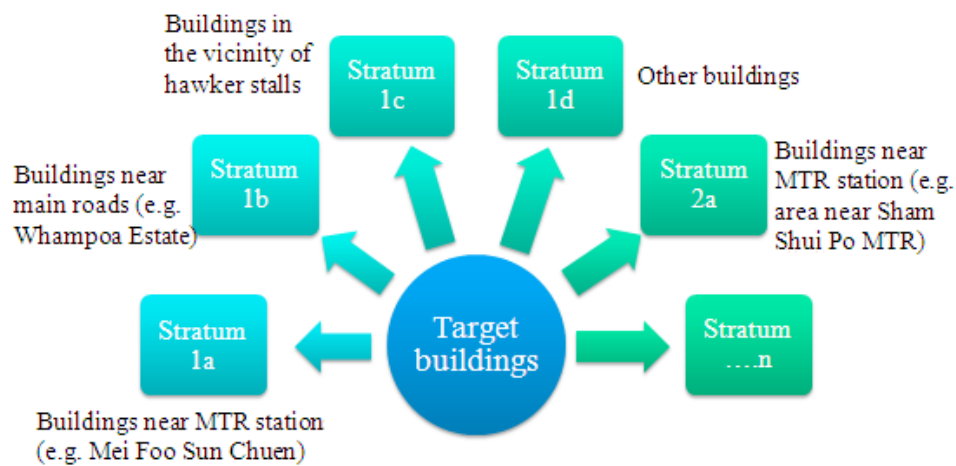 Buildings in
the vicinity of
hawker stalls
Stratum
1c
Stratum
1d
Other buildings
Buildings near
main roads (e.g.
Whampoa Estate)
Stratum
1b
Stratum
2a
Buildings near
MTR station (e.g.
area near Sham
Shui Po MTR)
Stratum
1a
Target
buildings
Stratum
….n
Buildings near MTR station
(e.g. Mei Foo Sun Chuen)